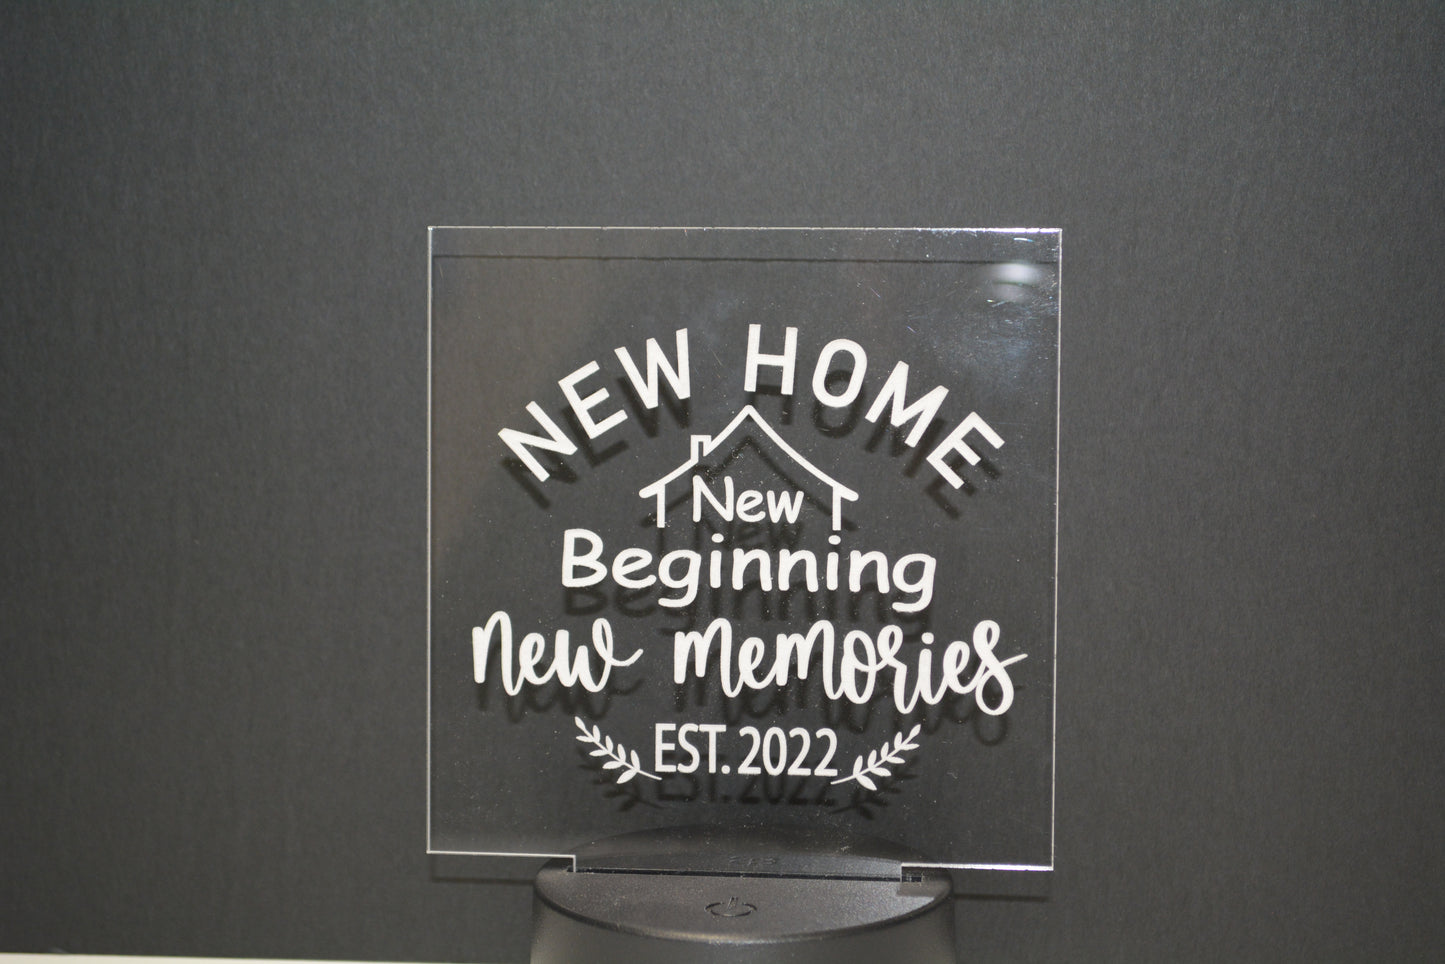 NEW HOME
New
Beginning
new memories
EST. 2022